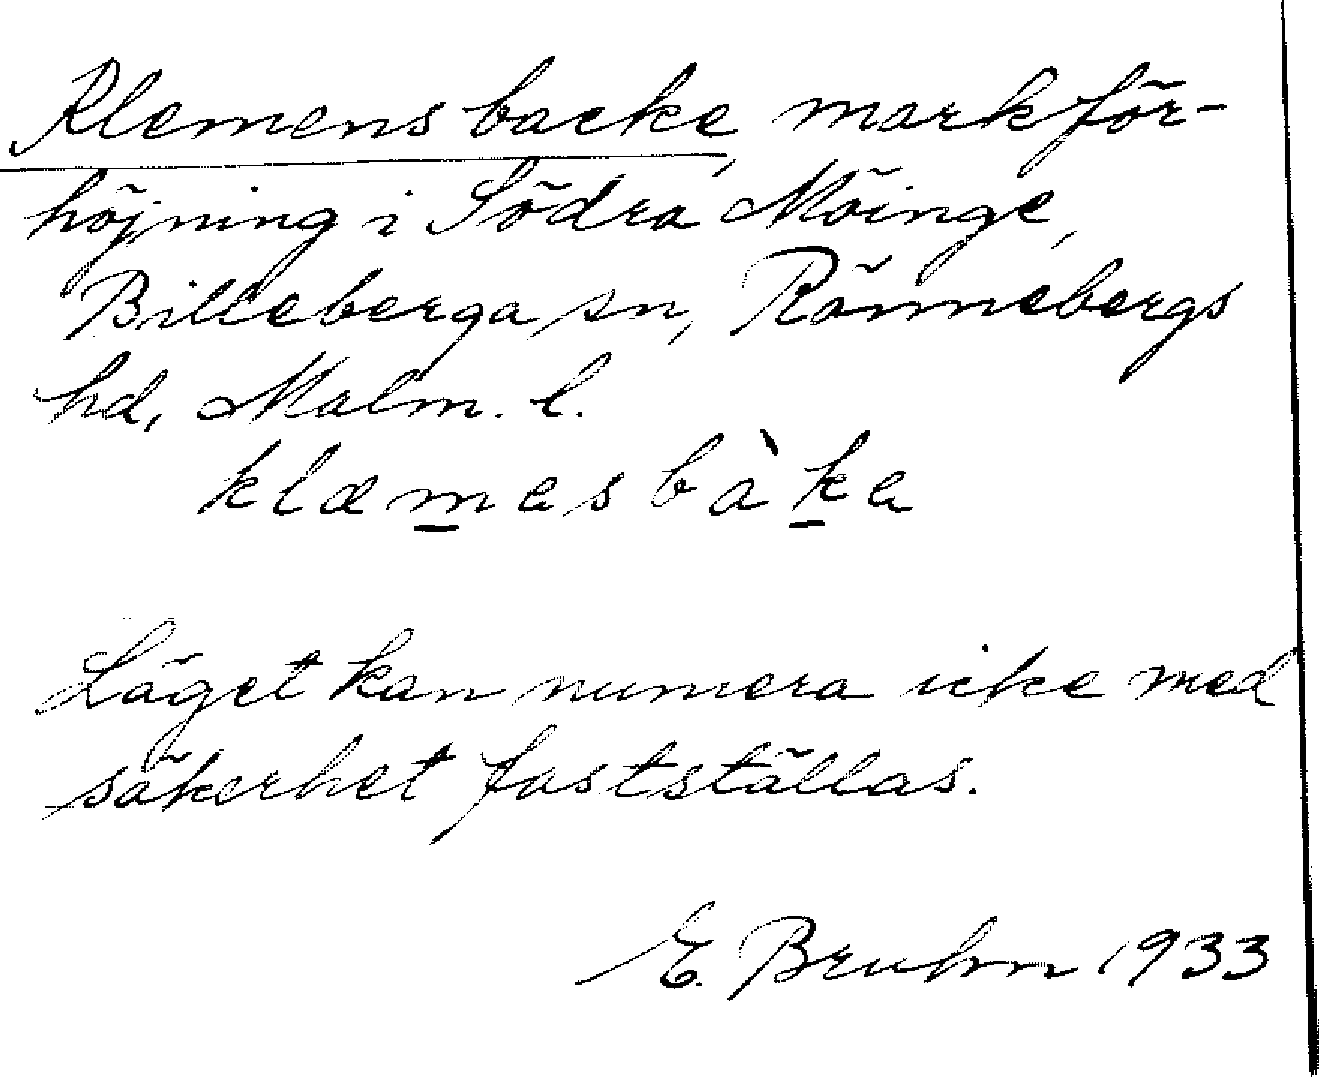 Klemens backe, markför-
höjning i Södra Möinge,
Billeberga sn, Rönnebergs
hd, Malm. l.
klæmasbàka
Läget kan numera icke med
säkerhet fastställas.
E. Bruhn 1933